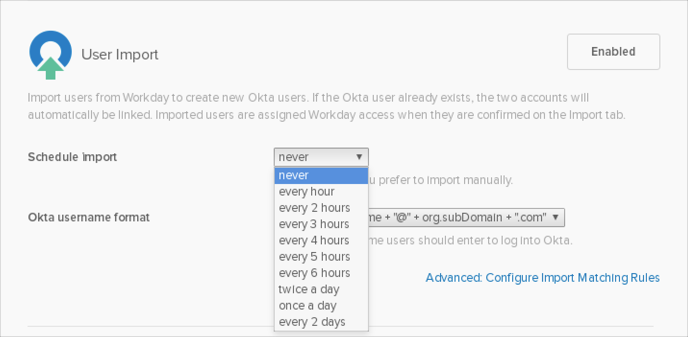 User Import
Enabled
Import users from Workday to create new Okta users. If the Okta user already exists, the two accounts will
automatically be linked. Imported users are assigned Workday access when they are confirmed on the Import tab.
Schedule import
never
never
every hour
every 2 hours
every 3 hours
every 4 hours
every 5 hours
every 6 hours
twice a day
once a day
every 2 days
u prefer to import manually.
Okta username format
me + "@" + org.subDomain + ".com"
me users should enter to log into Okta.
Advanced: Configure Import Matching Rules